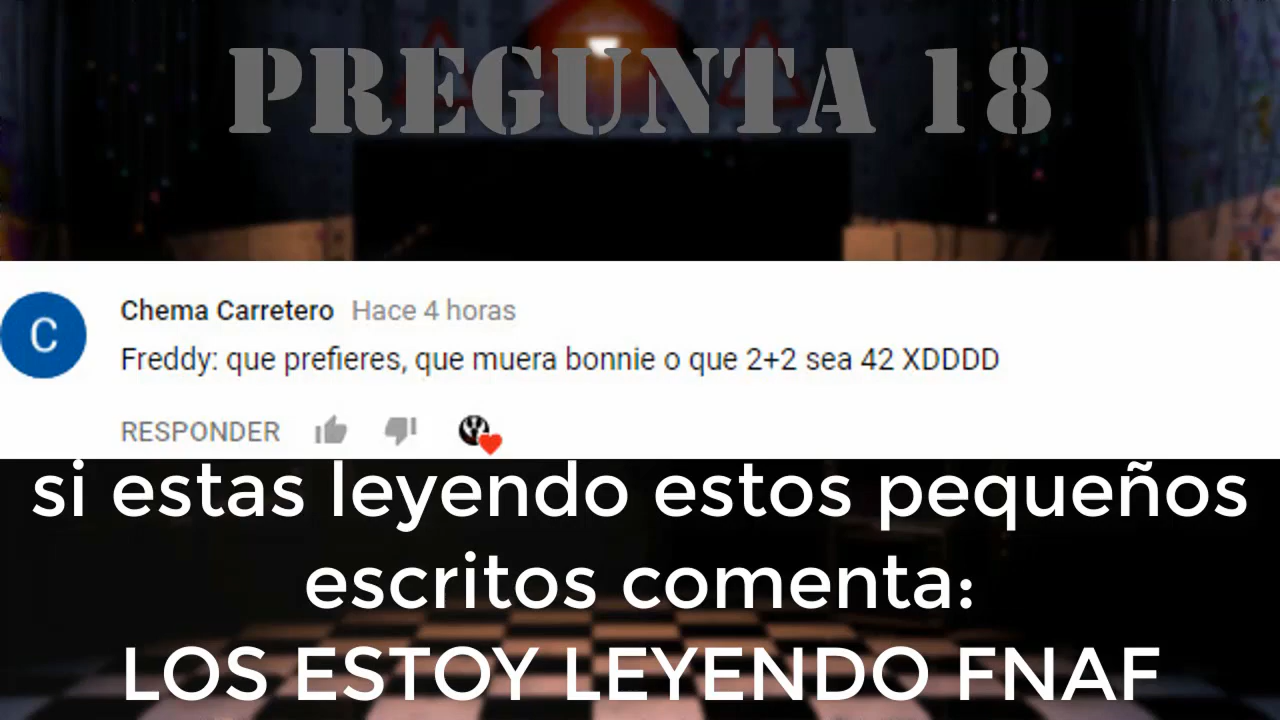 PREGUNTA 18
C
Chema Carretero Hace 4 horas
Freddy: que prefieres, que muera bonnie o que 2+2 sea 42 XDDDD
RESPONDER
si estas leyendo estos pequeños
escritos comenta:
LOS ESTOY LEYENDO FNAF